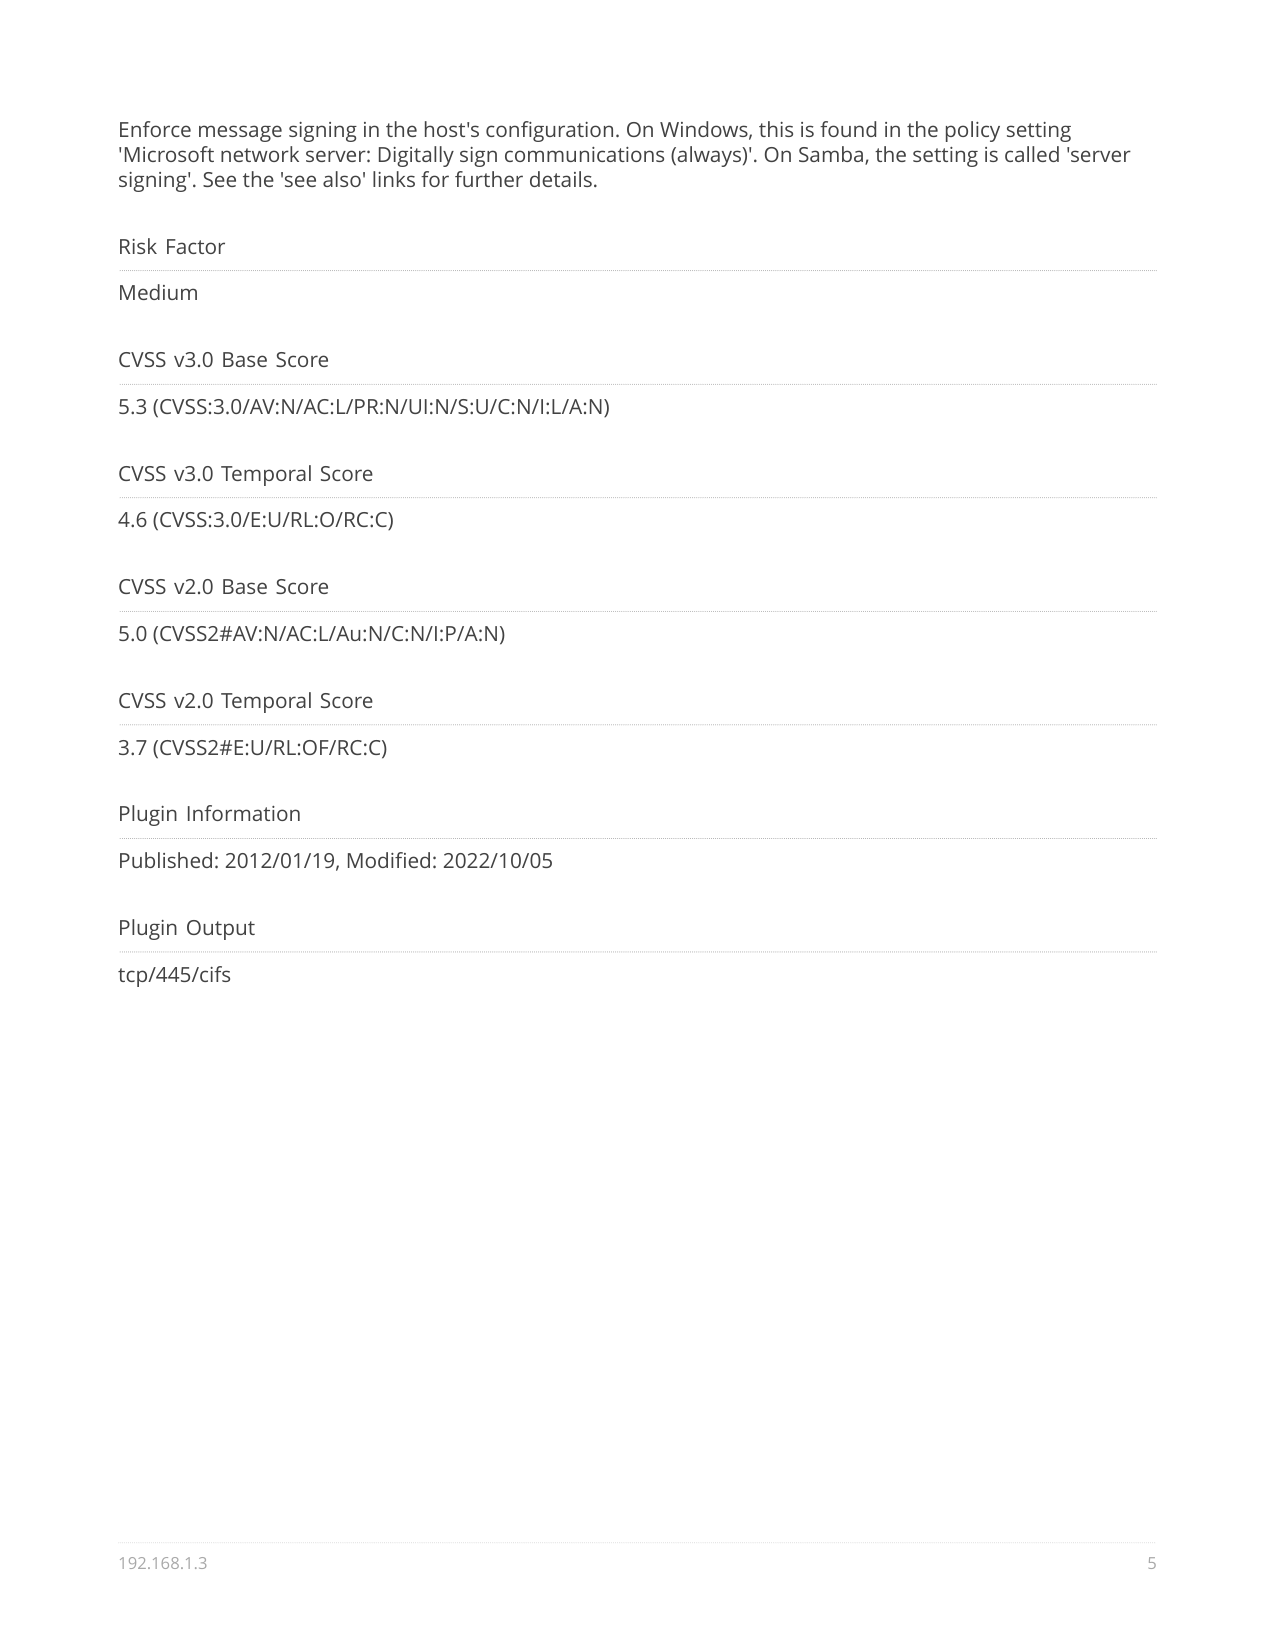 Enforce message signing in the host's configuration. On Windows, this is found in the policy setting
'Microsoft network server: Digitally sign communications (always)'. On Samba, the setting is called 'server
signing'. See the 'see also' links for further details.
Risk Factor
Medium
CVSS v3.0 Base Score
5.3 (CVSS:3.0/AV:N/AC:L/PR:N/UI:N/S:U/C:N/I:L/A:N)
CVSS v3.0 Temporal Score
4.6 (CVSS:3.0/E:U/RL:O/RC:C)
CVSS v2.0 Base Score
5.0 (CVSS2#AV:N/AC:L/Au:N/C:N/I:P/A:N)
CVSS v2.0 Temporal Score
3.7 (CVSS2#E:U/RL:OF/RC:C)
Plugin Information
Published: 2012/01/19, Modified: 2022/10/05
Plugin Output
tcp/445/cifs
192.168.1.3 5